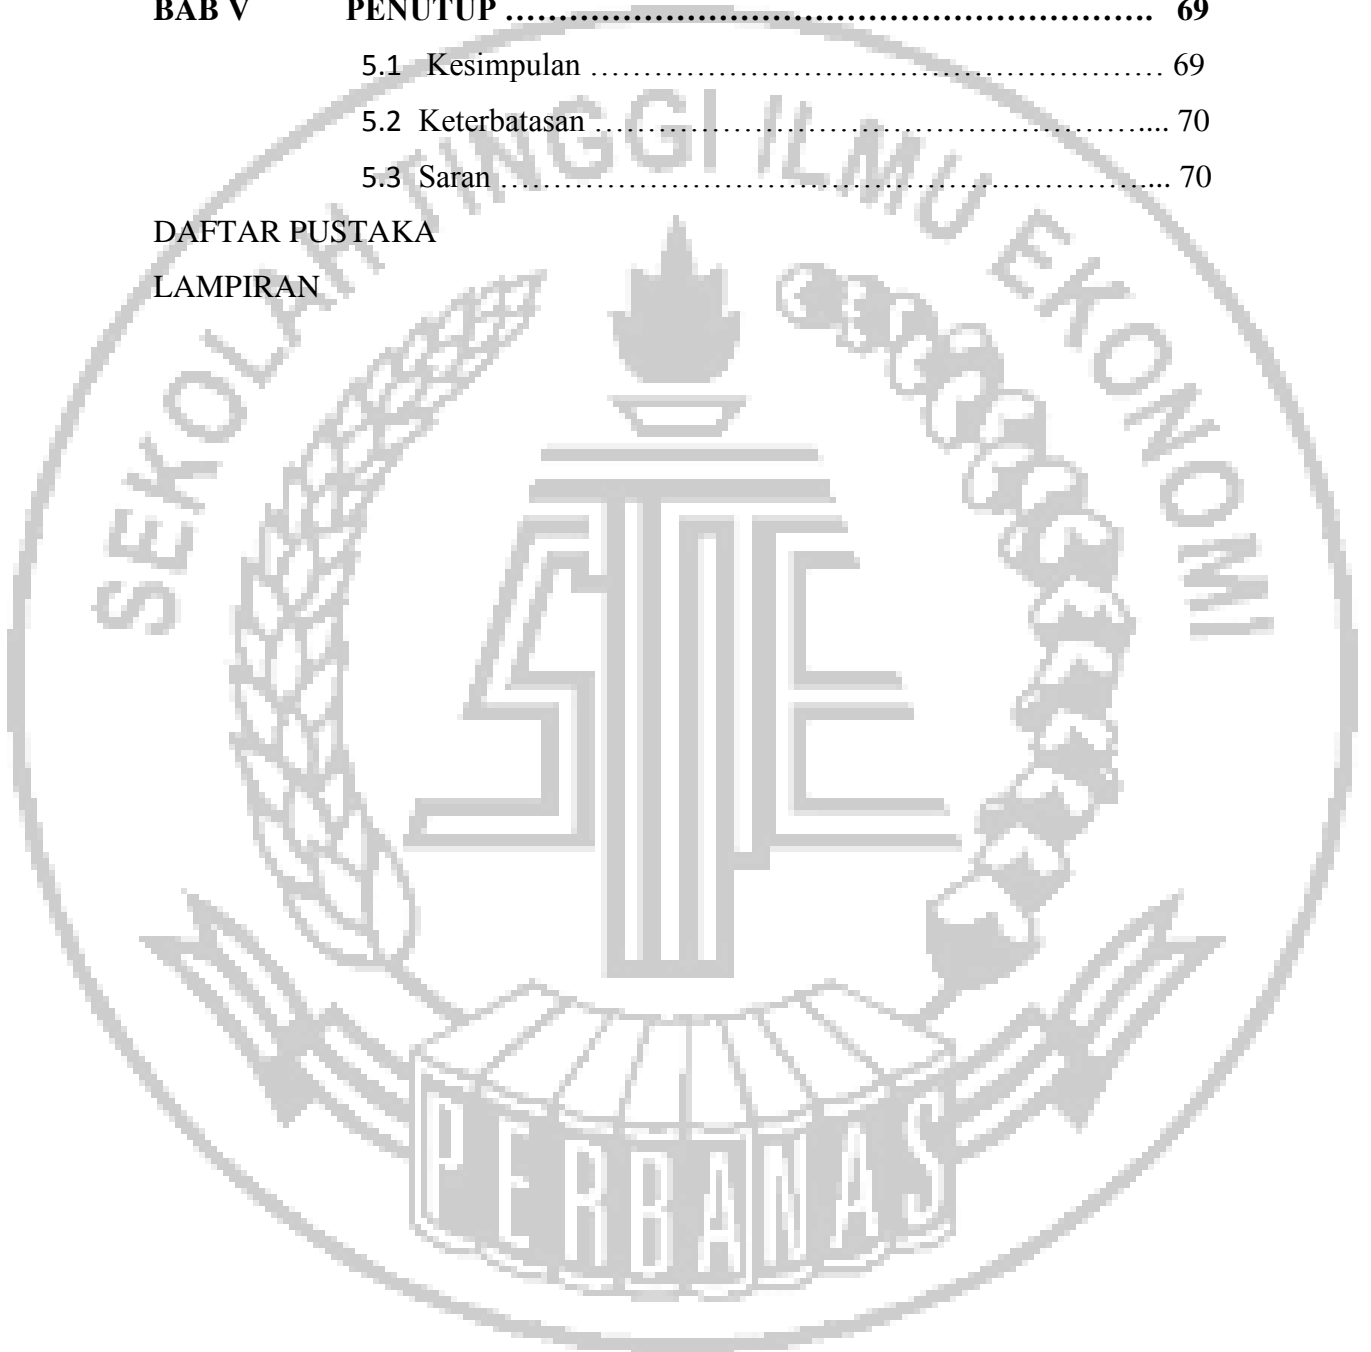 BAB V PENUTUP …………………………………………………. 69
5.1 Kesimpulan ……………………………………………… 69
5.2 Keterbatasan ………………………………………….... 70
5.3 Saran …………………………………………………... 70
DAFTAR PUSTAKA
LAMPIRAN
SEKOLAH TINGGI ILMU EKONOMI
STIE
PERBANAS